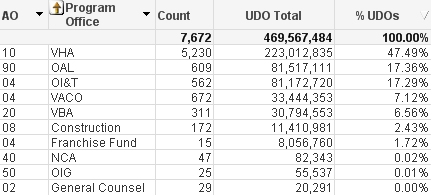 AO Program Office Count UDO Total % UDOs
7,672 469,567,484 100.00%
10 VHA 5,230 223,012,835 47.49%
90 OAL 609 81,517,111 17.36%
04 OI&T 562 81,172,720 17.29%
04 VACO 672 33,444,353 7.12%
20 VBA 311 30,794,553 6.56%
08 Construction 172 11,410,981 2.43%
04 Franchise Fund 15 8,056,760 1.72%
40 NCA 47 82,343 0.02%
50 OIG 25 55,537 0.01%
02 General Counsel 29 20,291 0.00%